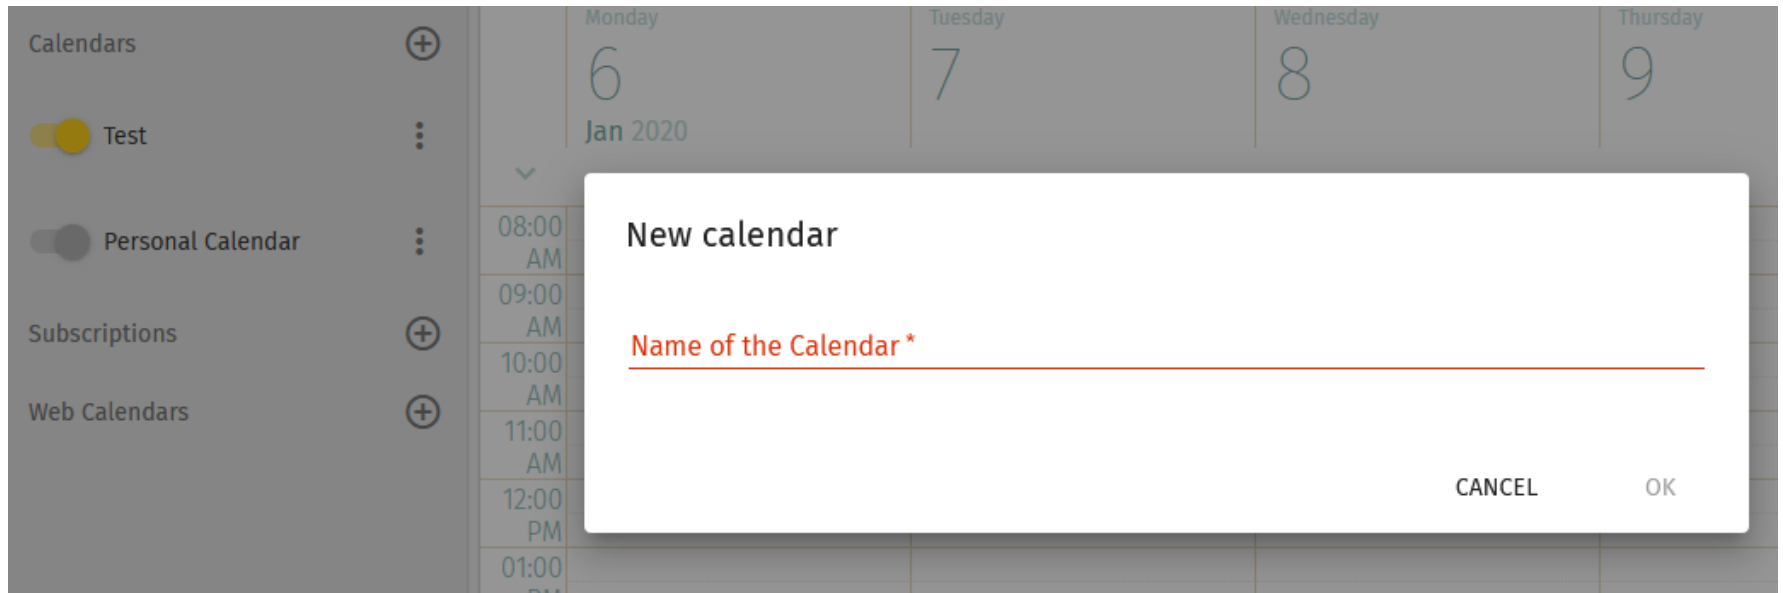 Calendars
Test
Personal Calendar
Subscriptions
Web Calendars
Monday Tuesday Wednesday Thursday
6 7 8 9
Jan 2020
08:00
AM
09:00
AM
10:00
AM
11:00
AM
12:00
PM
01:00
New calendar
Name of the Calendar *
CANCEL OK